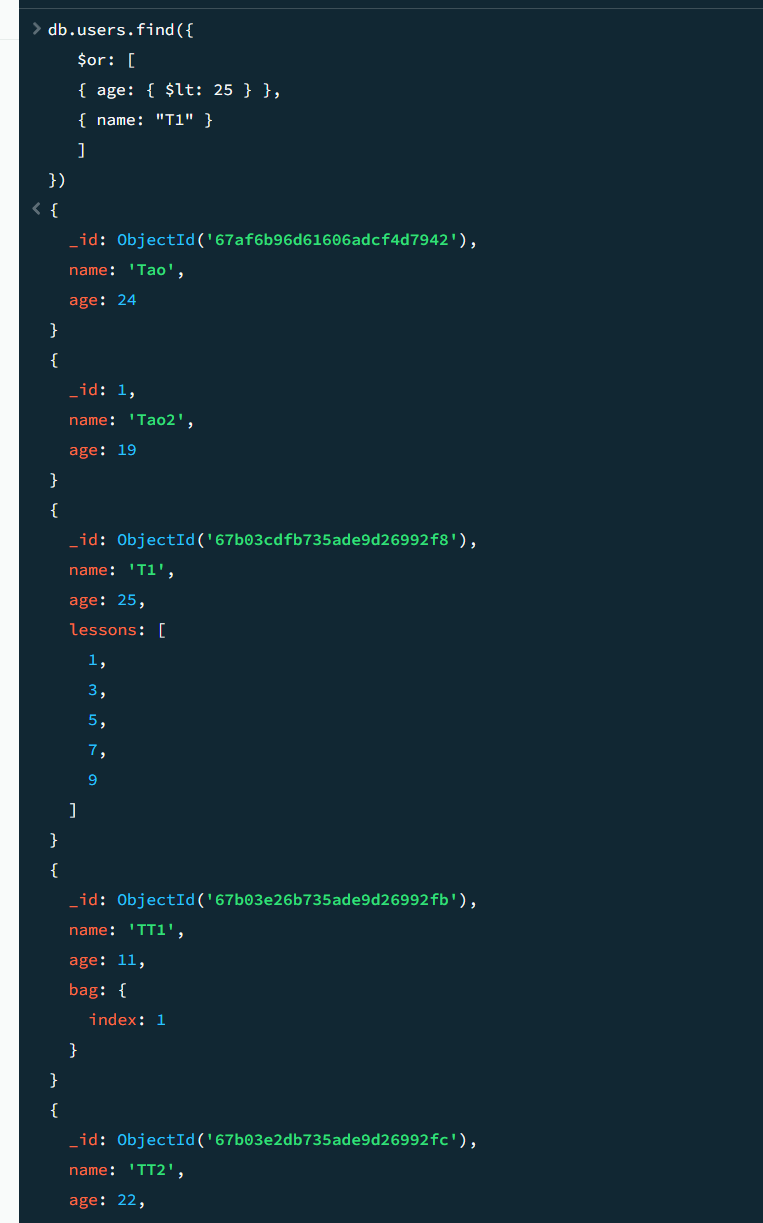 db.users.find({
$or: [
{ age: { $lt: 25 } },
{ name: "T1" }
]
})
{
_id: ObjectId('67af6b96d61606adcf4d7942'),
name: 'Tao',
age: 24
}
{
_id: 1,
name: 'Tao2',
age: 19
}
{
_id: ObjectId('67b03cdfb735ade9d26992f8'),
name: 'T1',
age: 25,
lessons: [
1,
3,
5,
7,
9
]
}
{
_id: ObjectId('67b03e26b735ade9d26992fb'),
name: 'TT1',
age: 11,
bag: {
index: 1
}
}
{
_id: ObjectId('67b03e2db735ade9d26992fc'),
name: 'TT2',
age: 22,